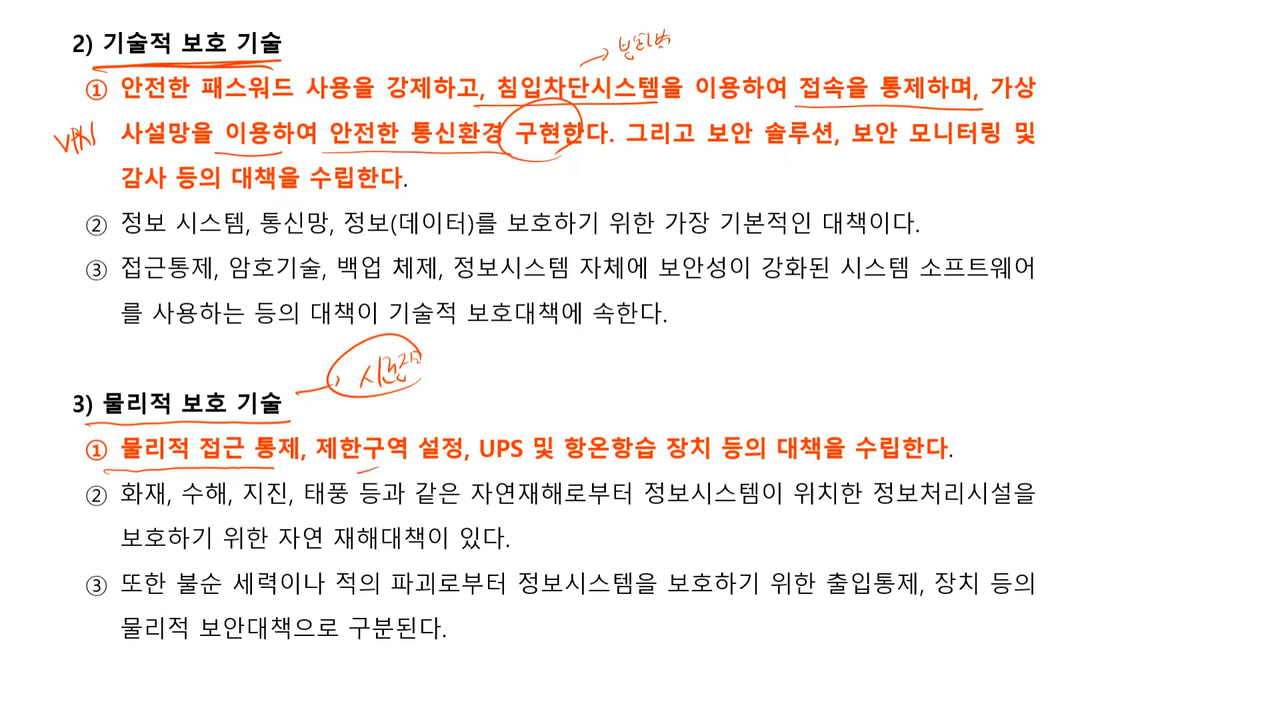 2) 기술적 보호 기술
① 안전한 패스워드 사용을 강제하고, 침입차단시스템을 이용하여 접속을 통제하며, 가상
VPN
사설망을 이용하여 안전한 통신환경 구현한다. 그리고 보안 솔루션, 보안 모니터링 및
감사 등의 대책을 수립한다.
② 정보 시스템, 통신망, 정보(데이터)를 보호하기 위한 가장 기본적인 대책이다.
③ 접근통제, 암호기술, 백업 체제, 정보시스템 자체에 보안성이 강화된 시스템 소프트웨어
를 사용하는 등의 대책이 기술적 보호대책에 속한다.
3) 물리적 보호 기술
① 물리적 접근 통제, 제한구역 설정, UPS 및 항온항습 장치 등의 대책을 수립한다.
② 화재, 수해, 지진, 태풍 등과 같은 자연재해로부터 정보시스템이 위치한 정보처리시설을
보호하기 위한 자연 재해대책이 있다.
③ 또한 불순 세력이나 적의 파괴로부터 정보시스템을 보호하기 위한 출입통제, 장치 등의
물리적 보안대책으로 구분된다.